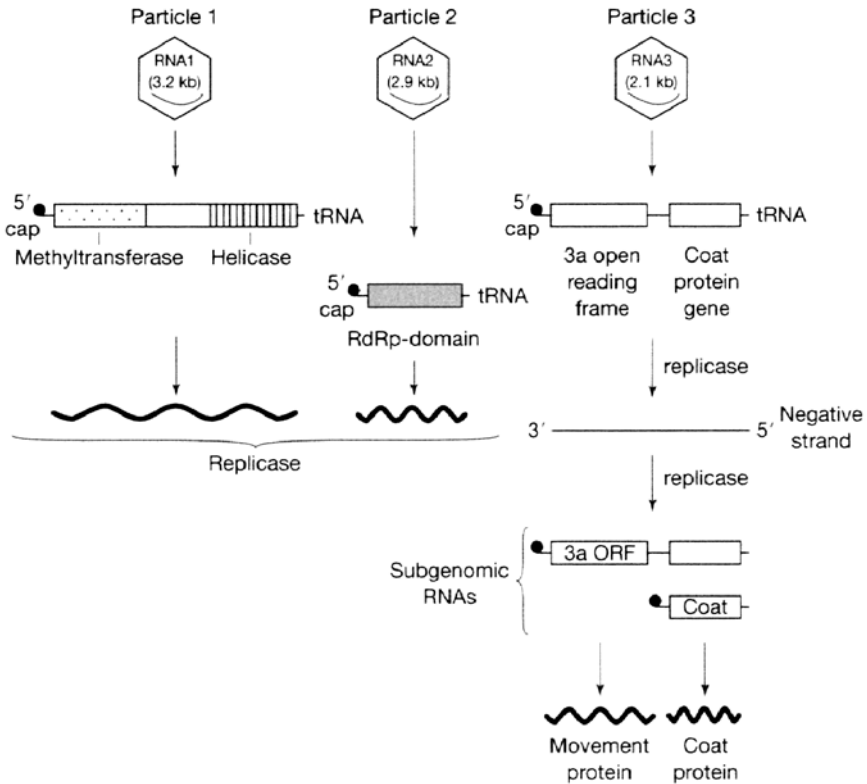 Particle 1
Particle 2
Particle 3
RNA1
(3.2 kb)
RNA2
(2.9 kb)
RNA3
(2.1 kb)
5′
cap
tRNA
Methyltransferase
Helicase
5′
cap
tRNA
RdRp-domain
5′
cap
tRNA
3a open
reading
frame
Coat
protein
gene
replicase
Replicase
3′
5′
Negative
strand
replicase
Subgenomic
RNAs
3a ORF
Coat
Movement
protein
Coat
protein